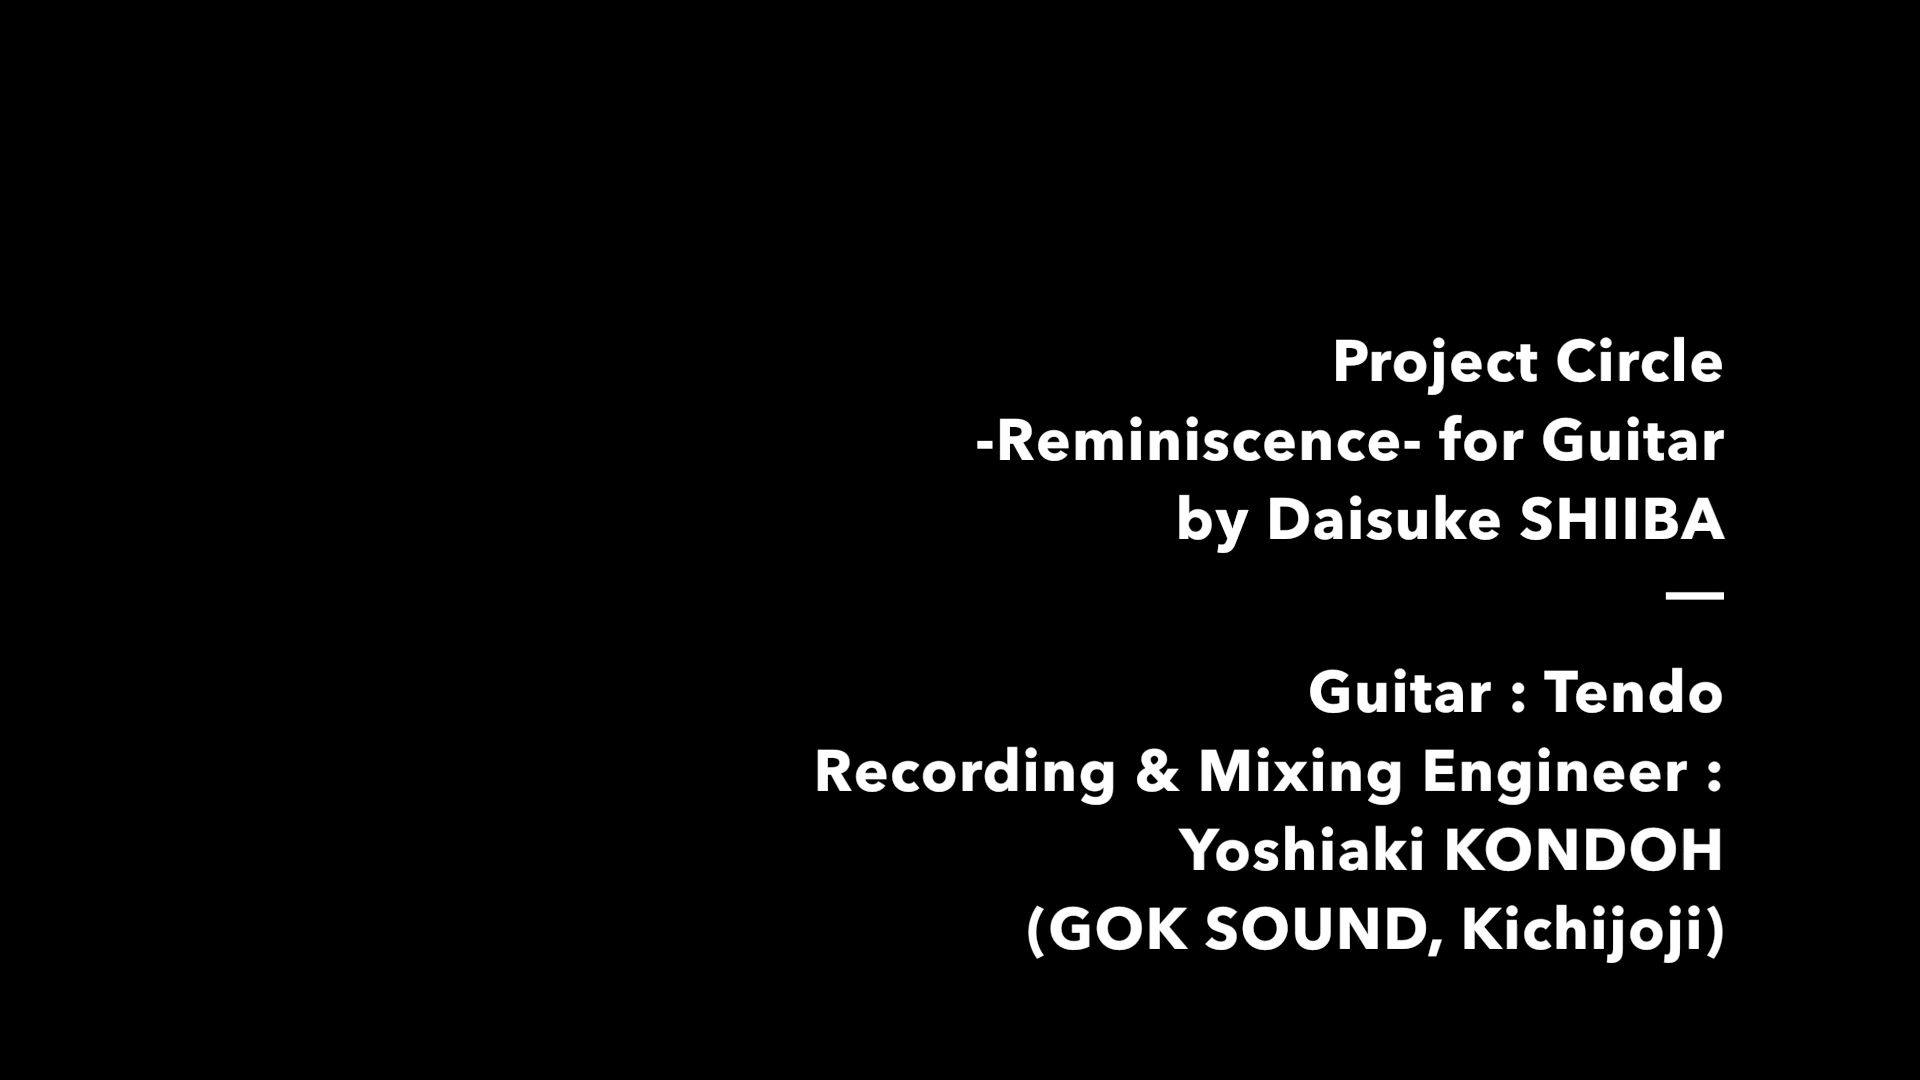 Project Circle
-Reminiscence- for Guitar
by Daisuke SHIIBA
—
Guitar : Tendo
Recording & Mixing Engineer :
Yoshiaki KONDOH
(GOK SOUND, Kichijoji)